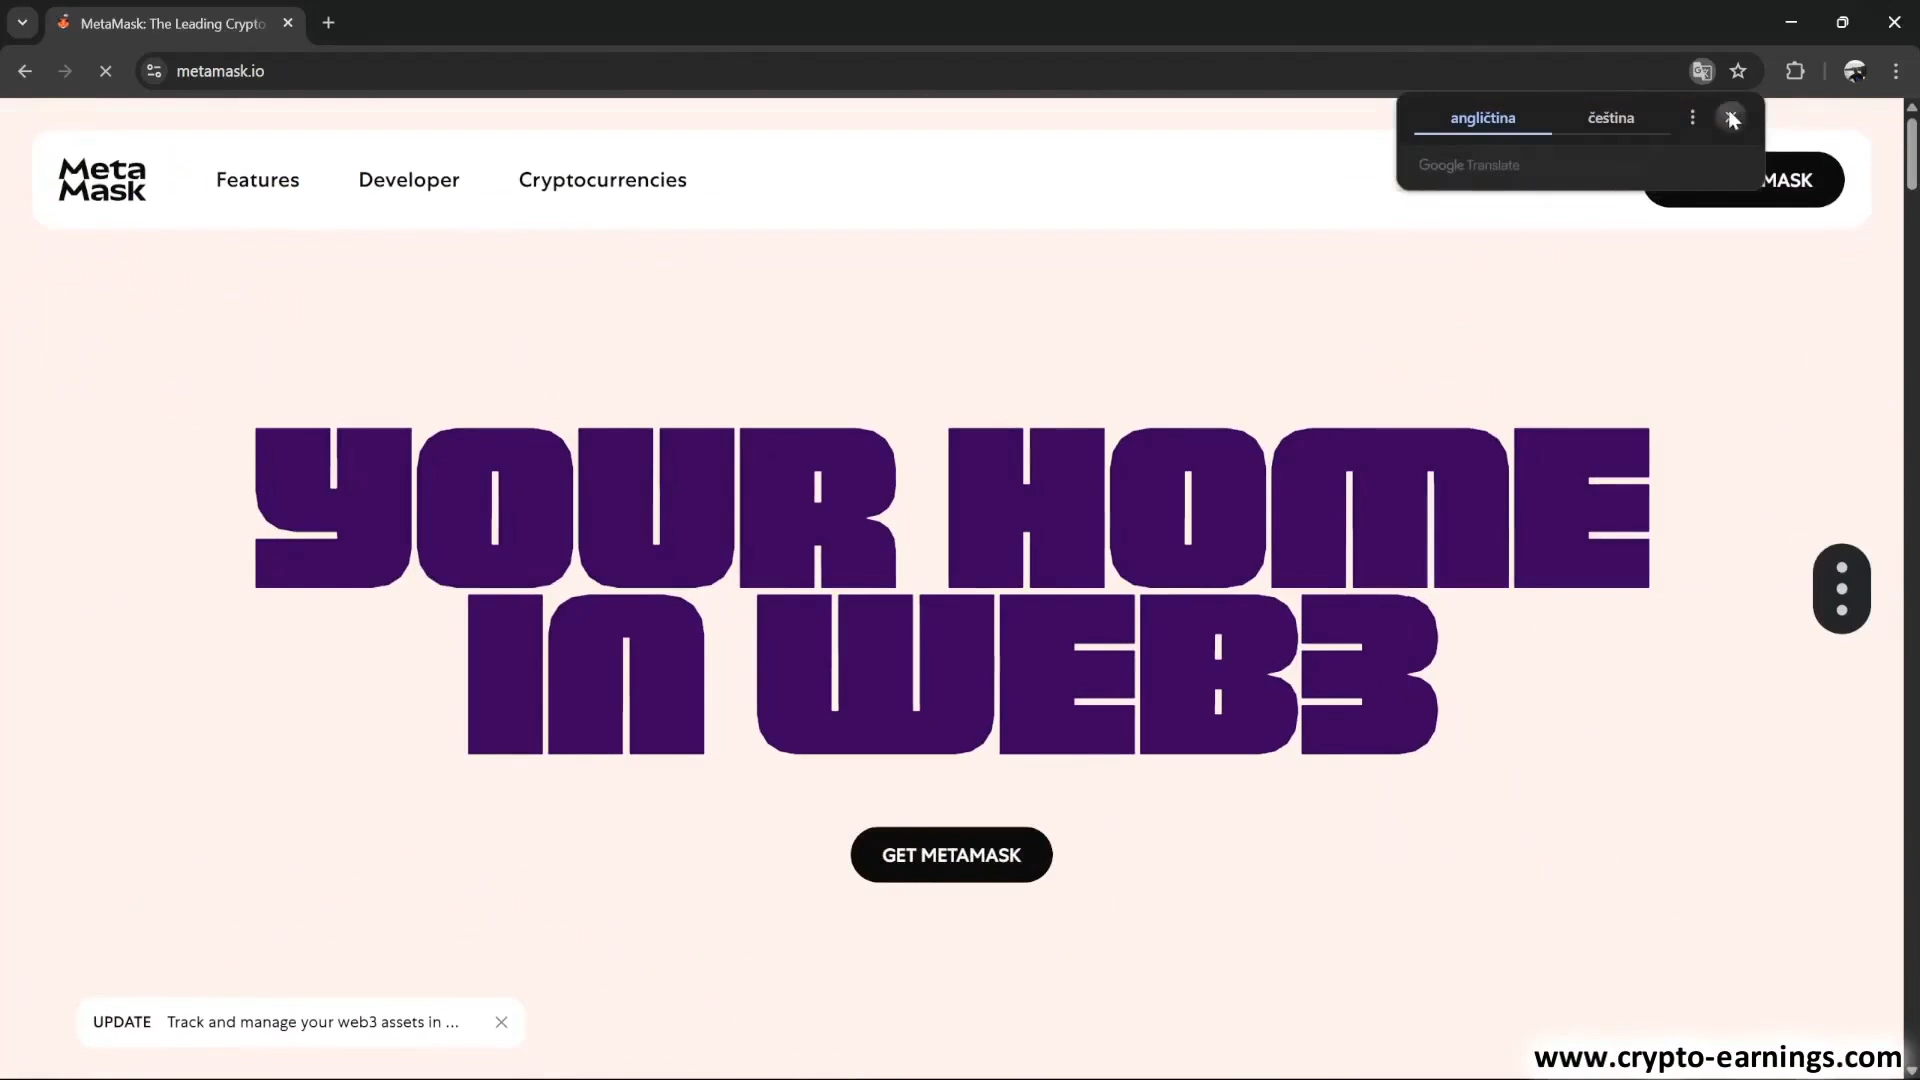 MetaMask: The Leading Crypto
metamask.io
angličtina čeština
Google Translate
Meta
Mask
Features Developer Cryptocurrencies
MASK
YOUR HOME
IN WEB3
GET METAMASK
UPDATE Track and manage your web3 assets in ...
www.crypto-earnings.com